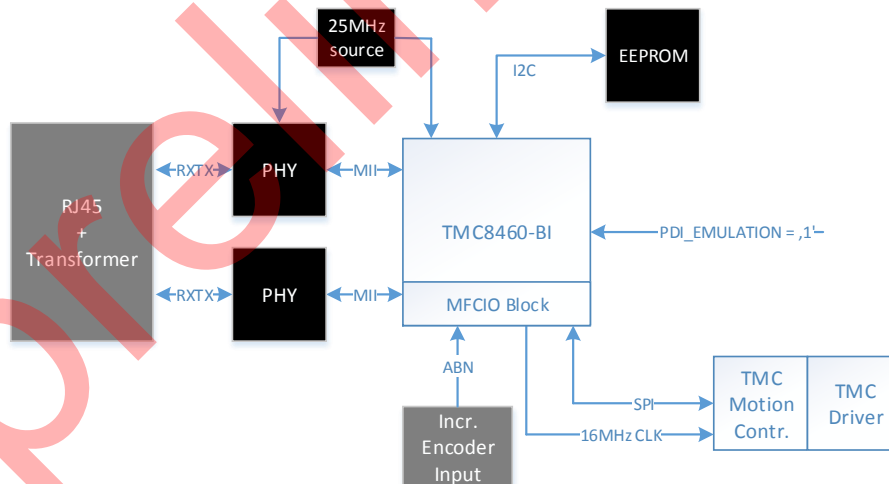 25MHz
source
EEPROM
I2C
RJ45
+
Transformer
RXTX
PHY
MII
TMC8460-BI
PDI_EMULATION = ‚1'
RXTX
PHY
MII
MFCIO Block
ABN
Incr.
Encoder
Input
SPI
16MHz CLK
TMC
Motion
Contr.
TMC
Driver
prelim